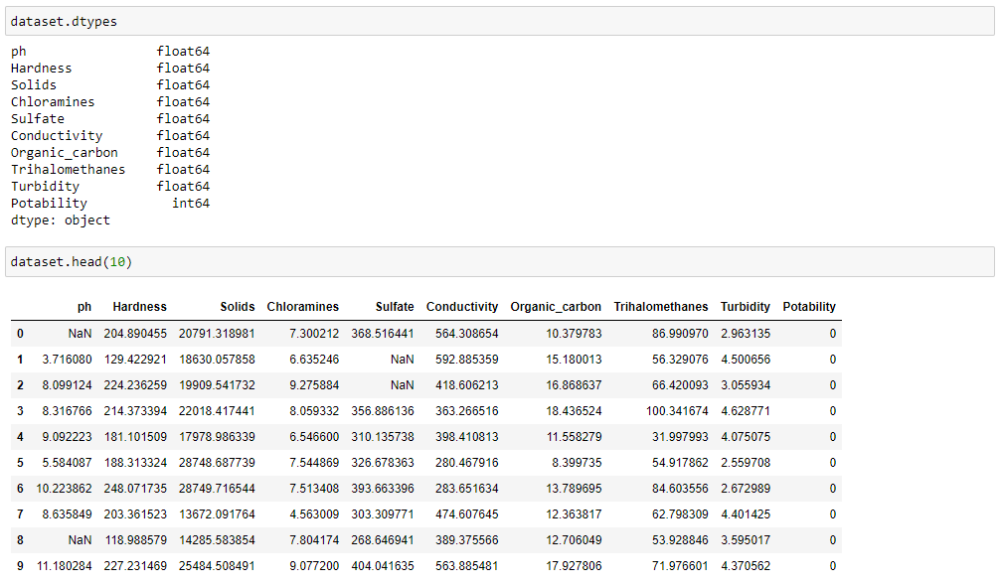 dataset.dtypes
ph float64
Hardness float64
Solids float64
Chloramines float64
Sulfate float64
Conductivity float64
Organic_carbon float64
Trihalomethanes float64
Turbidity float64
Potability int64
dtype: object
dataset.head(10)
ph Hardness Solids Chloramines Sulfate Conductivity Organic_carbon Trihalomethanes Turbidity Potability
0 NaN 204.890455 20791.318981 7.300212 368.516441 564.308654 10.379783 86.990970 2.963135 0
1 3.716080 129.422921 18630.057858 6.635246 NaN 592.885359 15.180013 56.329076 4.500656 0
2 8.099124 224.236259 19909.541732 9.275884 NaN 418.606213 16.868637 66.420093 3.055934 0
3 8.316766 214.373394 22018.417441 8.059332 356.886136 363.266516 18.436524 100.341674 4.628771 0
4 9.092223 181.101509 17978.986339 6.546600 310.135738 398.410813 11.558279 31.997993 4.075075 0
5 5.584087 188.313324 28748.687739 7.544869 326.678363 280.467916 8.399735 54.917862 2.559708 0
6 10.223862 248.071735 28749.716544 7.513408 393.663396 283.651634 13.789695 84.603556 2.672989 0
7 8.635849 203.361523 13672.091764 4.563009 303.309771 474.607645 12.363817 62.798309 4.401425 0
8 NaN 118.988579 14285.583854 7.804174 268.646941 389.375566 12.706049 53.928846 3.595017 0
9 11.180284 227.231469 25484.508491 9.077200 404.041635 563.885481 17.927806 71.976601 4.370562 0